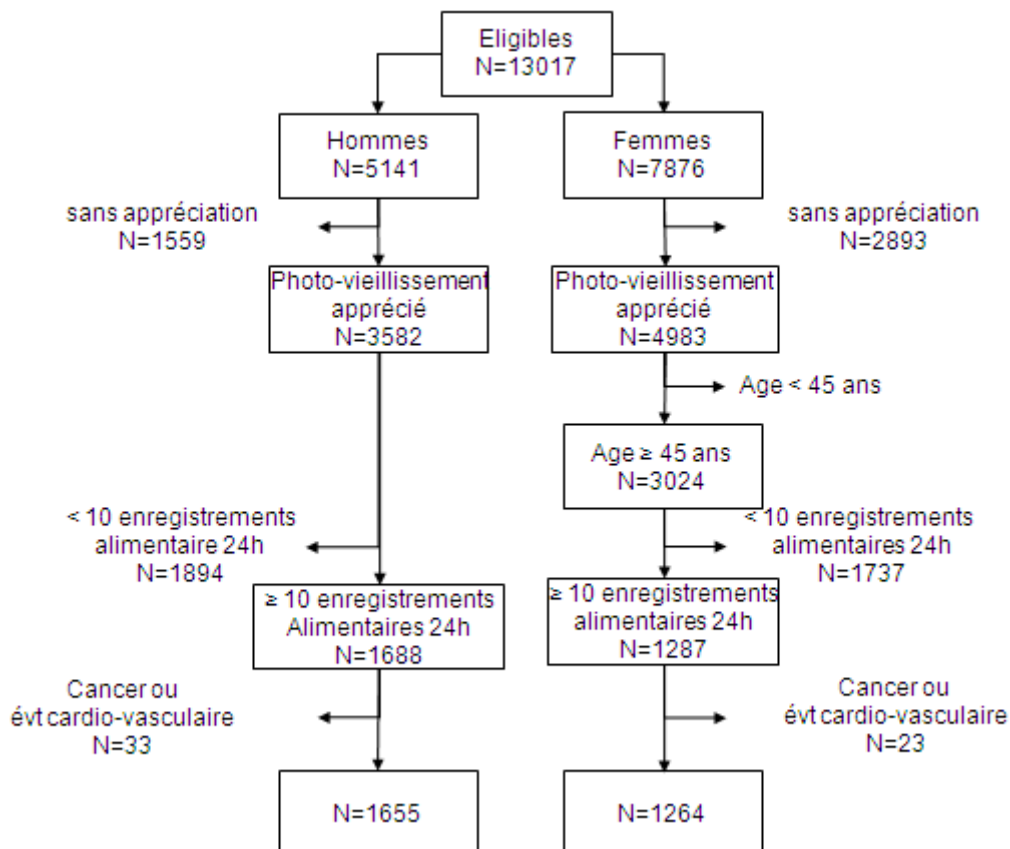 Eligibles
N=13017
Hommes
N=5141
Femmes
N=7876
sans appréciation
N=1559
sans appréciation
N=2893
Photo-vieillissement
apprécié
N=3582
Photo-vieillissement
apprécié
N=4983
Age < 45 ans
Age ≥ 45 ans
N=3024
< 10 enregistrements
alimentaire 24h
N=1894
< 10 enregistrements
alimentaires 24h
N=1737
≥ 10 enregistrements
Alimentaires 24h
N=1688
≥ 10 enregistrements
alimentaires 24h
N=1287
Cancer ou
évt cardio-vasculaire
N=33
Cancer ou
évt cardio-vasculaire
N=23
N=1655
N=1264